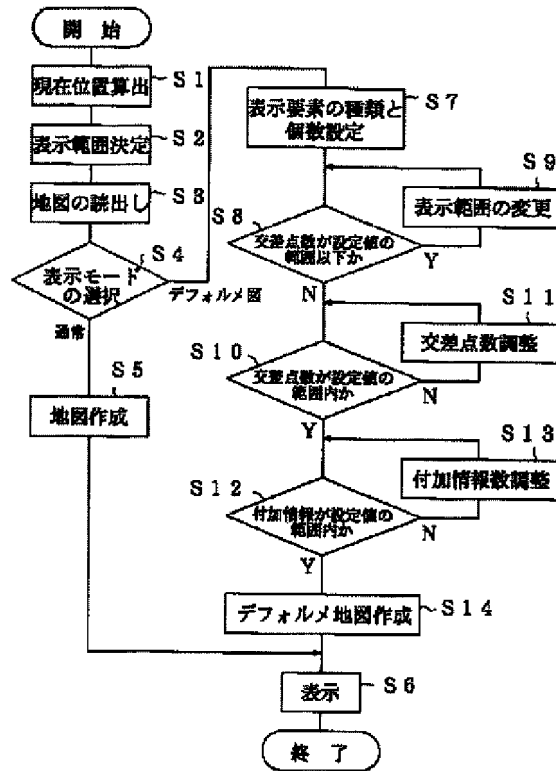 開 始
現在位置算出
S1
表示範囲決定
S2
地図の読出し
S3
表示モード
の選択
S4
デフォルメ図
通常
地図作成
S5
表示要素の種類と
個数設定
S7
交差点数が設定値の
範囲以下か
S8
Y
N
表示範囲の変更
S9
交差点数が設定値の
範囲内か
S10
N
Y
交差点数調整
S11
付加情報が設定値の
範囲内か
S12
N
Y
付加情報数調整
S13
デフォルメ地図作成
S14
表示
S6
終 了